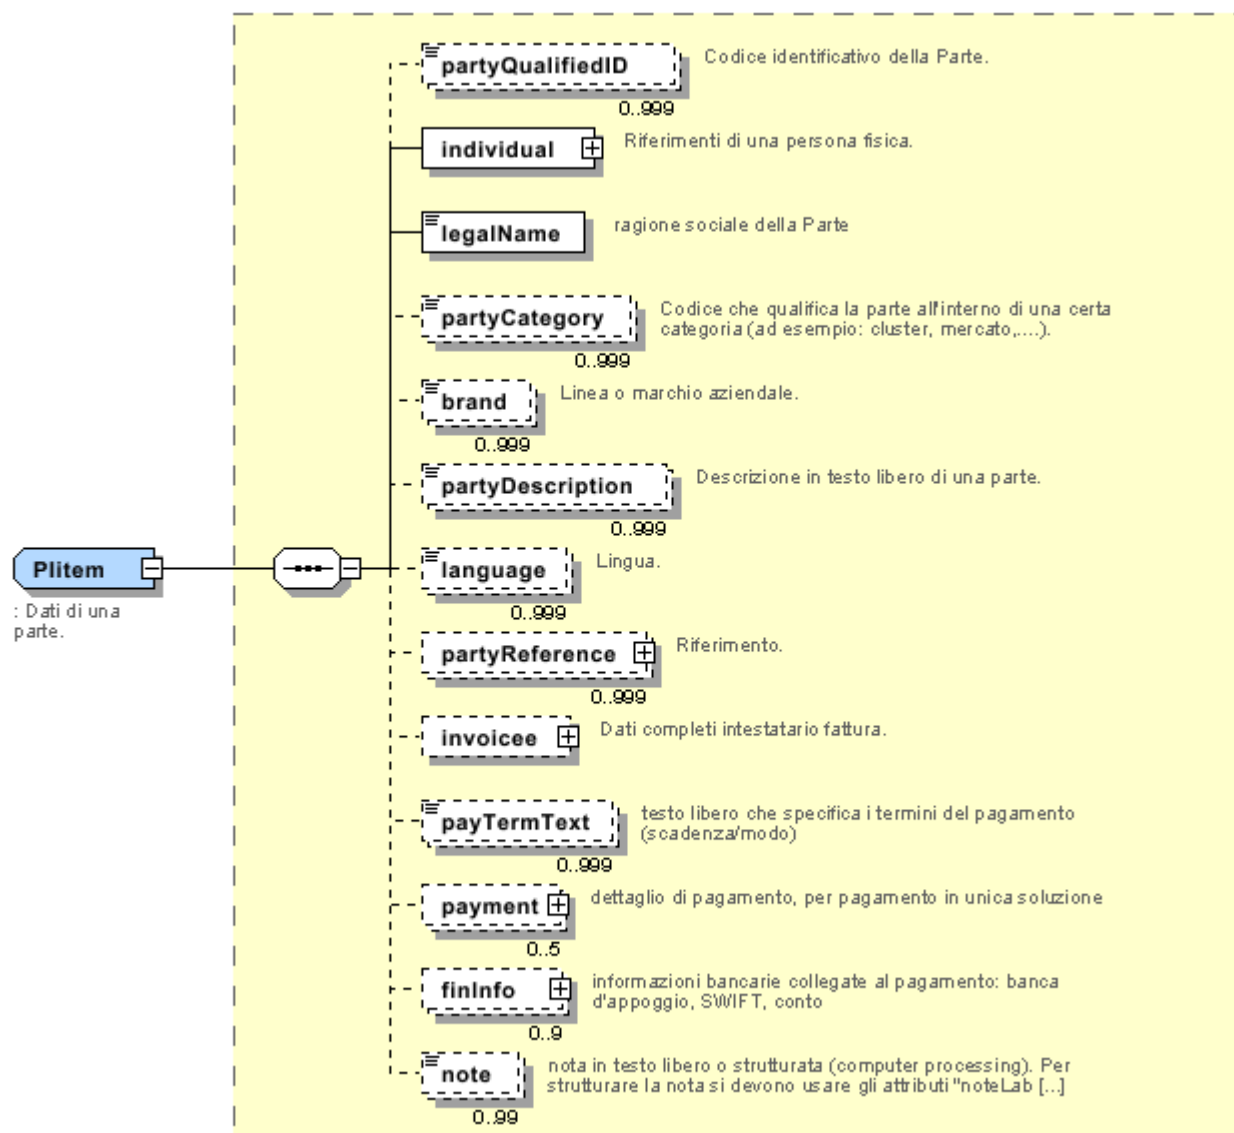 partyQualifiedID
Codice identificativo della Parte.
0..999
individual
Riferimenti di una persona fisica.
legalName
ragione sociale della Parte
partyCategory
Codice che qualifica la parte all'interno di una certa
categoria (ad esempio: cluster, mercato,....).
0..999
brand
Linea o marchio aziendale.
0..999
partyDescription
Descrizione in testo libero di una parte.
0..999
PIitem
: Dati di una
parte.
language
Lingua.
0..999
partyReference
Riferimento.
0..999
invoicee
Dati completi intestatario fattura.
payTermText
testo libero che specifica i termini del pagamento
(scadenza/modo)
0..999
payment
dettaglio di pagamento, per pagamento in unica soluzione
0..5
finInfo
informazioni bancarie collegate al pagamento: banca
d'appoggio, SWIFT, conto
0..9
note
nota in testo libero o strutturata (computer processing). Per
strutturare la nota si devono usare gli attributi "noteLab [...]
0..99